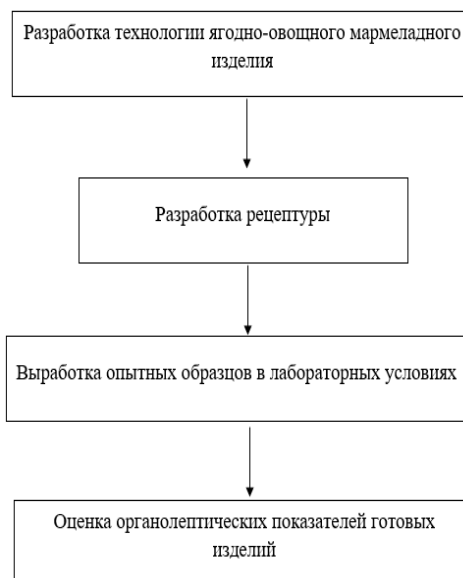 Разработка технологии ягодно-овощного мармеладного
изделия
Разработка рецептуры
Выработка опытных образцов в лабораторных условиях
Оценка органолептических показателей готовых
изделий